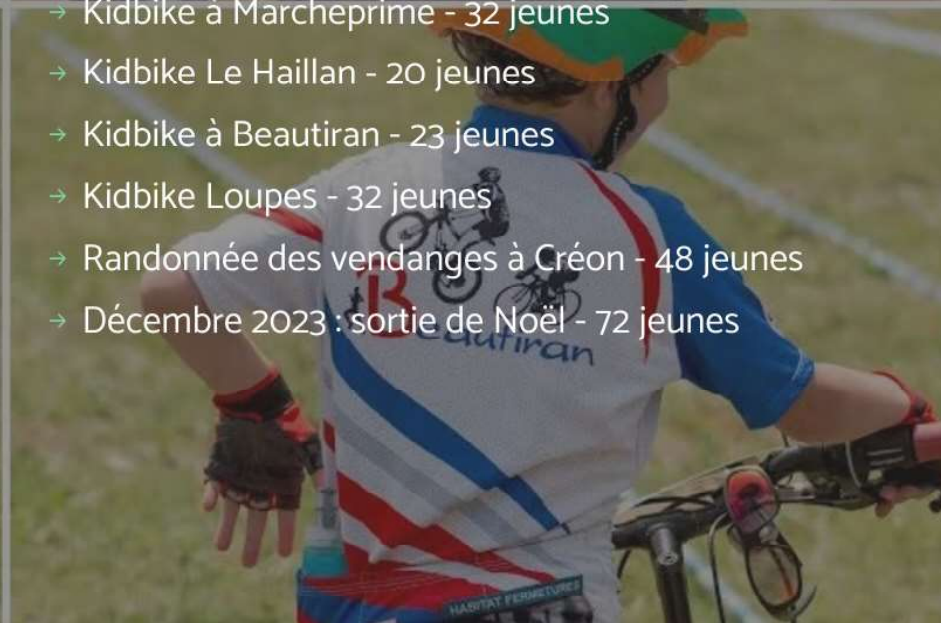 → Kidbike à Marcheprime - 32 jeunes
→ Kidbike Le Haillan - 20 jeunes
→ Kidbike à Beautiran - 23 jeunes
→ Kidbike Loupes - 32 jeunes
→ Randonnée des vendanges à Créon - 48 jeunes
→ Décembre 2023 : sortie de Noël - 72 jeunes
Beautiran
HABITAT FERMETURES